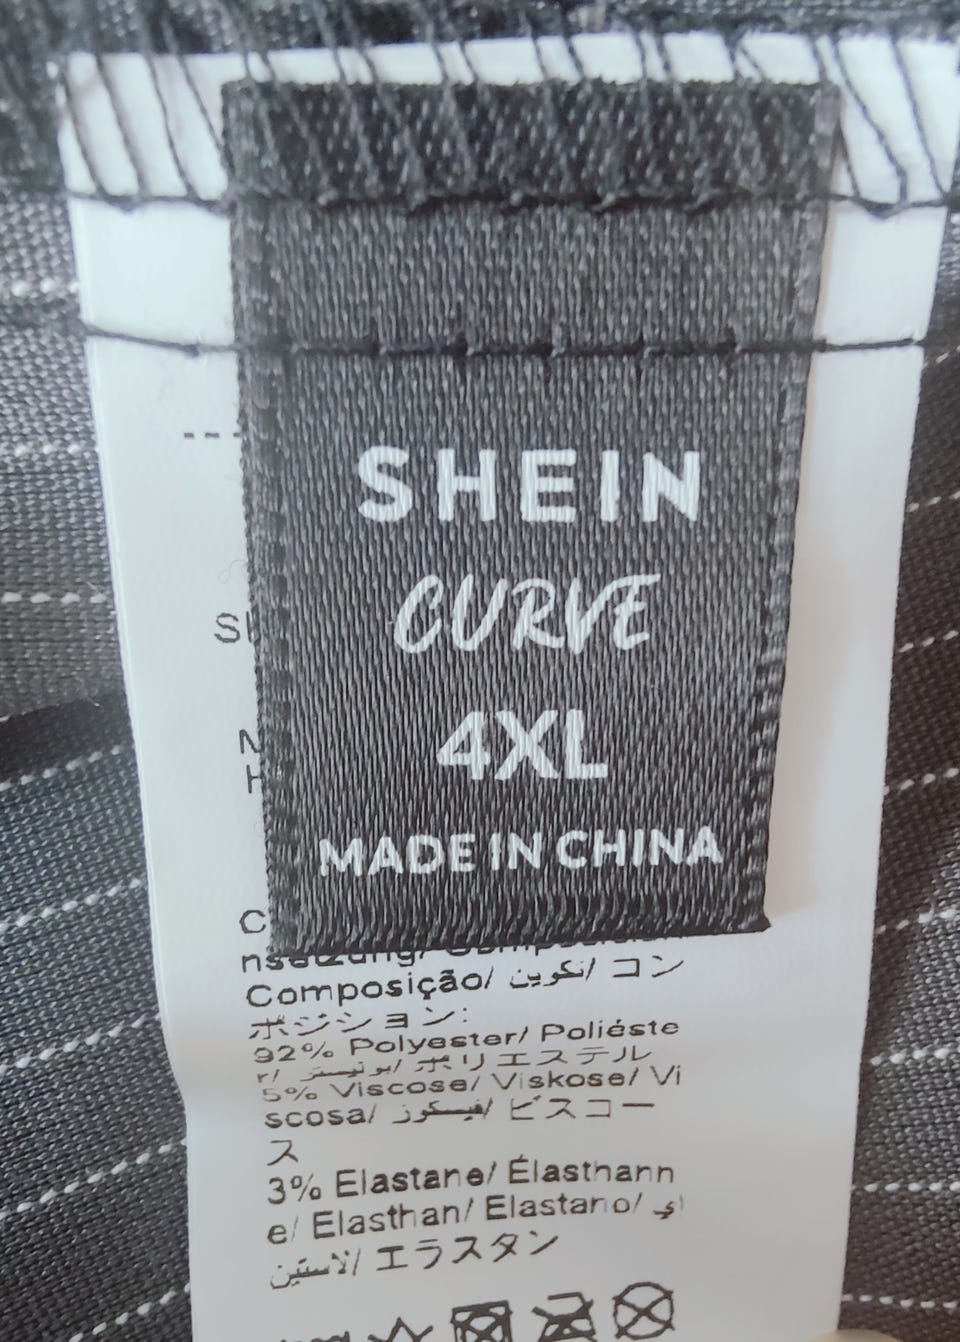 SHEIN
CURVE
4XL
MADE IN CHINA
Composição/ تكوين/ コン
ポジション:
92% Polyester/ Poliéste
r/ بوليستر/ ポリエステル
5% Viscose/ Viskose/ Vi
scosa/ فيسكوز/ ビスコー
ス
3% Elastane/ Élasthann
e/ Elasthan/ Elastano/ إي
لاستين/ エラスタン